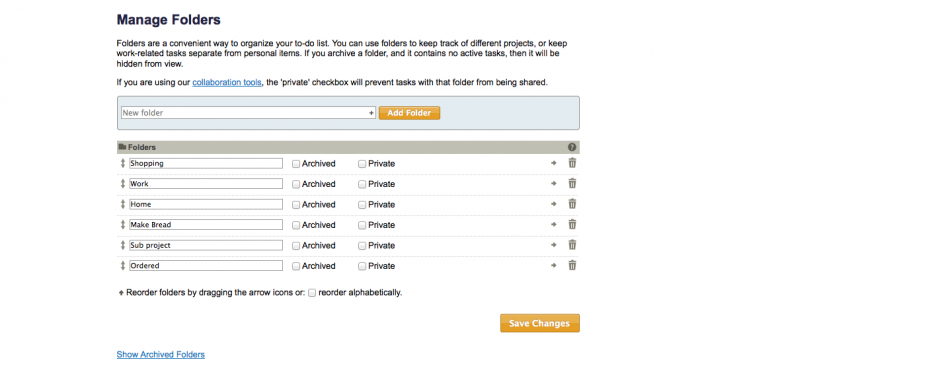 Manage Folders
Folders are a convenient way to organize your to-do list. You can use folders to keep track of different projects, or keep
work-related tasks separate from personal items. If you archive a folder, and it contains no active tasks, then it will be
hidden from view.
If you are using our collaboration tools, the 'private' checkbox will prevent tasks with that folder from being shared.
New folder + Add Folder
Folders ?
Shopping Archived Private
Work Archived Private
Home Archived Private
Make Bread Archived Private
Sub project Archived Private
Ordered Archived Private
Reorder folders by dragging the arrow icons or: reorder alphabetically.
Save Changes
Show Archived Folders